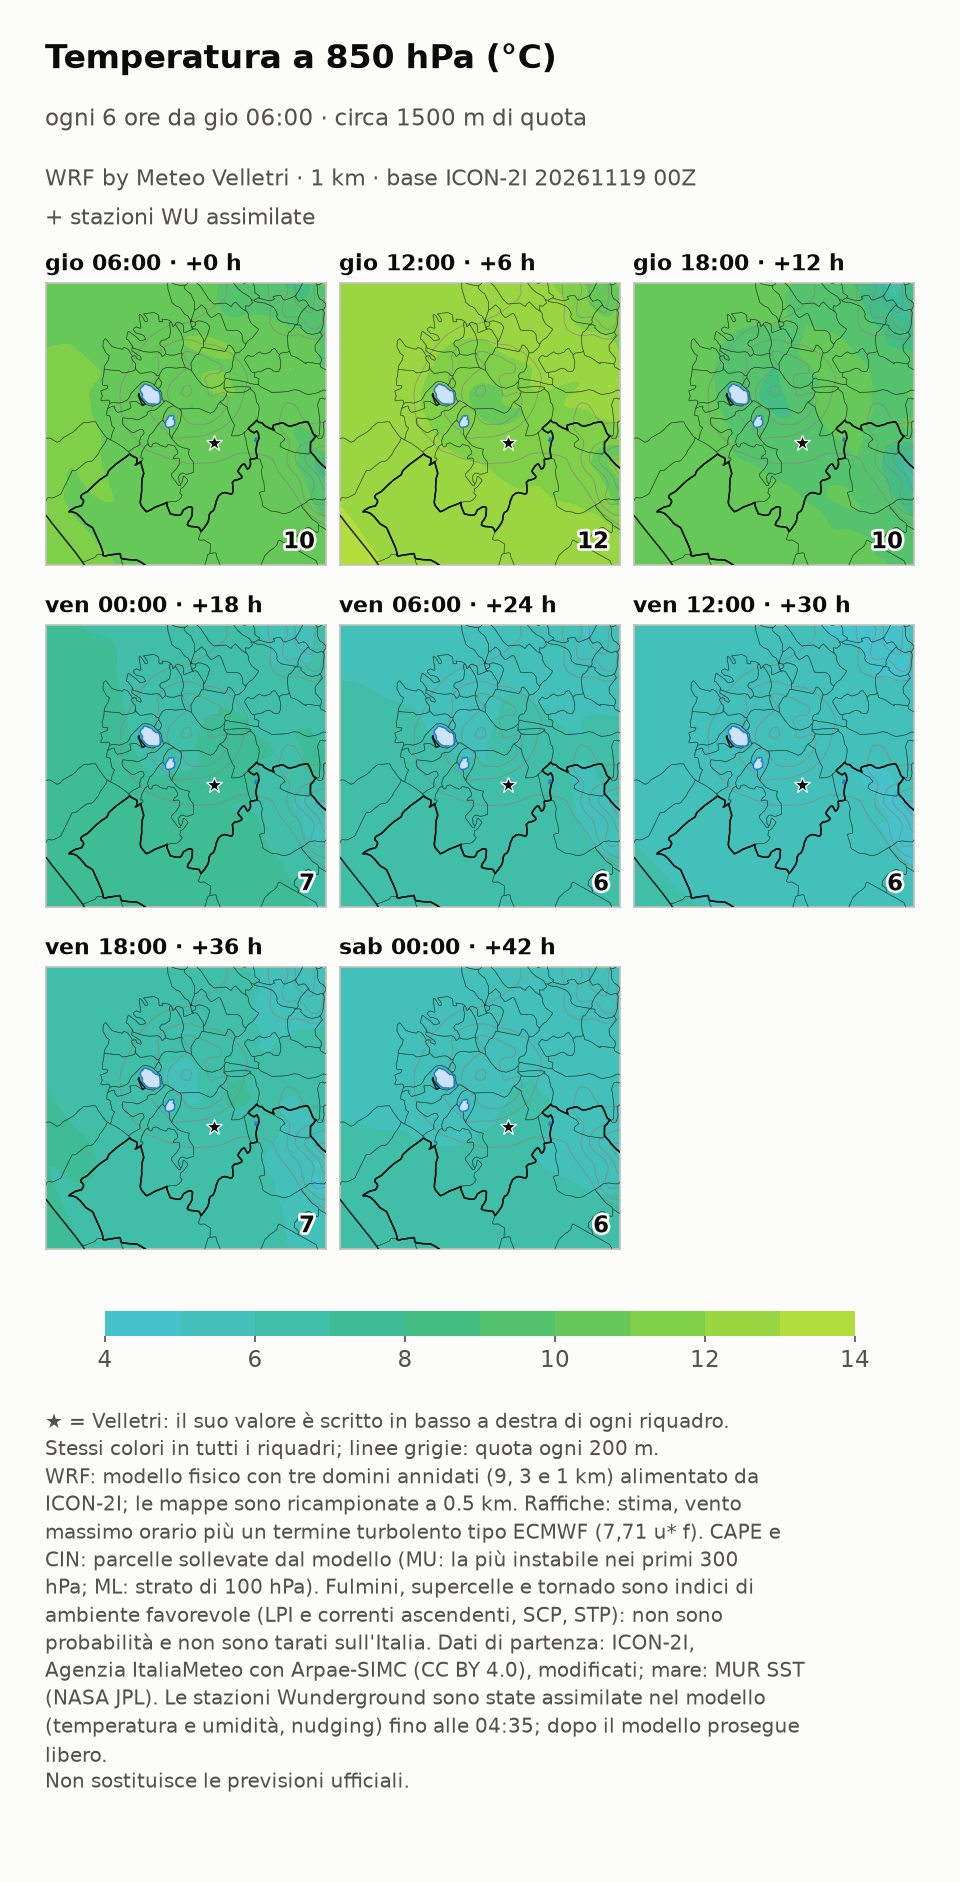 Temperatura a 850 hPa (°C)
ogni 6 ore da gio 06:00 · circa 1500 m di quota
WRF by Meteo Velletri · 1 km · base ICON-2I 20261119 00Z
+ stazioni WU assimilate
gio 06:00 · +0 h
gio 12:00 · +6 h
gio 18:00 · +12 h
10
12
10
ven 00:00 · +18 h
ven 06:00 · +24 h
ven 12:00 · +30 h
7
6
6
ven 18:00 · +36 h
sab 00:00 · +42 h
7
6
4 6 8 10 12 14
★ = Velletri: il suo valore è scritto in basso a destra di ogni riquadro.
Stessi colori in tutti i riquadri; linee grigie: quota ogni 200 m.
WRF: modello fisico con tre domini annidati (9, 3 e 1 km) alimentato da
ICON-2I; le mappe sono ricampionate a 0.5 km. Raffiche: stima, vento
massimo orario più un termine turbolento tipo ECMWF (7,71 u* f). CAPE e
CIN: parcelle sollevate dal modello (MU: la più instabile nei primi 300
hPa; ML: strato di 100 hPa). Fulmini, supercelle e tornado sono indici di
ambiente favorevole (LPI e correnti ascendenti, SCP, STP): non sono
probabilità e non sono tarati sull'Italia. Dati di partenza: ICON-2I,
Agenzia ItaliaMeteo con Arpae-SIMC (CC BY 4.0), modificati; mare: MUR SST
(NASA JPL). Le stazioni Wunderground sono state assimilate nel modello
(temperatura e umidità, nudging) fino alle 04:35; dopo il modello prosegue
libero.
Non sostituisce le previsioni ufficiali.